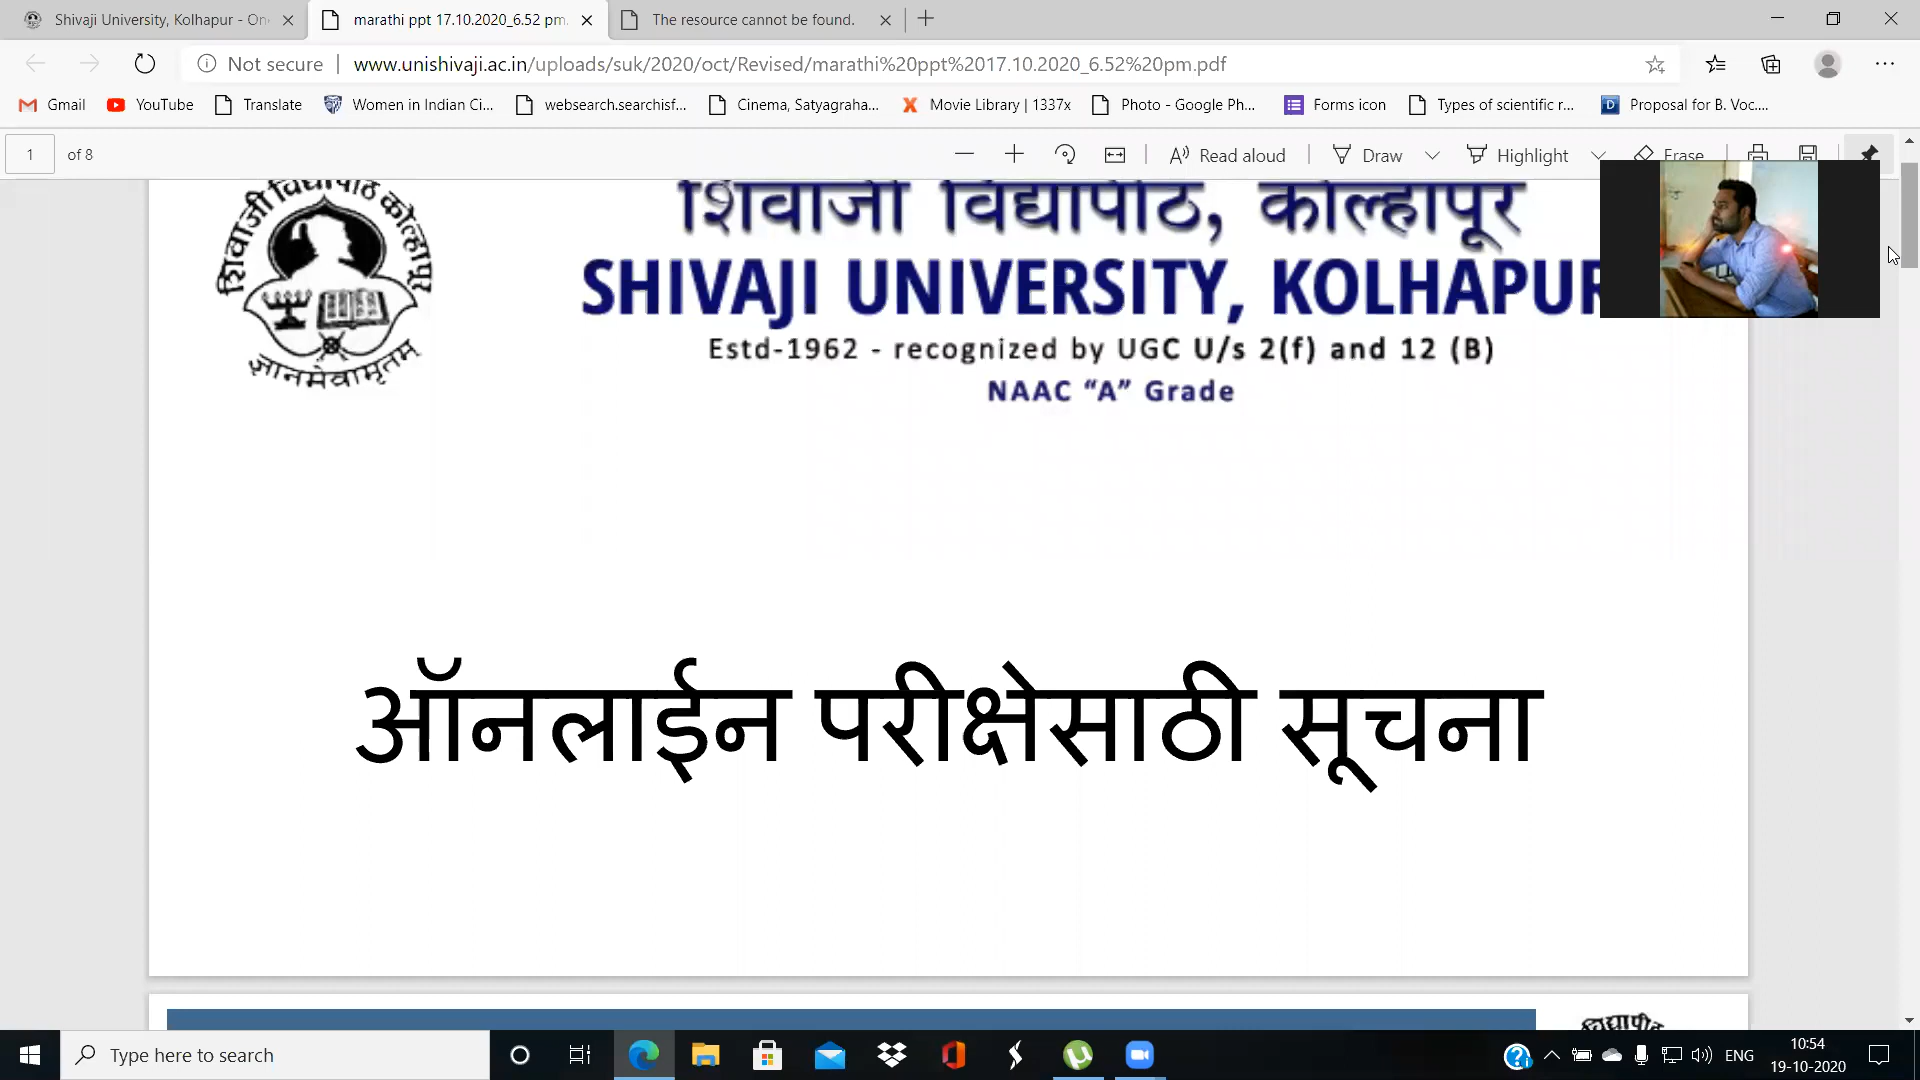 Shivaji University, Kolhapur - On
marathi ppt 17.10.2020_6.52 pm.
The resource cannot be found.
Not secure
www.unishivaji.ac.in/uploads/suk/2020/oct/Revised/marathi%20ppt%2017.10.2020_6.52%20pm.pdf
Gmail
YouTube
Translate
Women in Indian Ci...
websearch.searchisf...
Cinema, Satyagraha...
Movie Library | 1337x
Photo - Google Ph...
Forms icon
Types of scientific r...
Proposal for B. Voc....
1 of 8
Read aloud
Draw
Highlight
Erase
शिवाजी विद्यापीठ कोल्हापूर
ज्ञानमेवामृतम्
शिवाजी विद्यापीठ, कोल्हापूर
SHIVAJI UNIVERSITY, KOLHAPUR
Estd-1962 - recognized by UGC U/s 2(f) and 12 (B)
NAAC “A” Grade
ऑनलाईन परीक्षेसाठी सूचना
Type here to search
ENG
10:54
19-10-2020